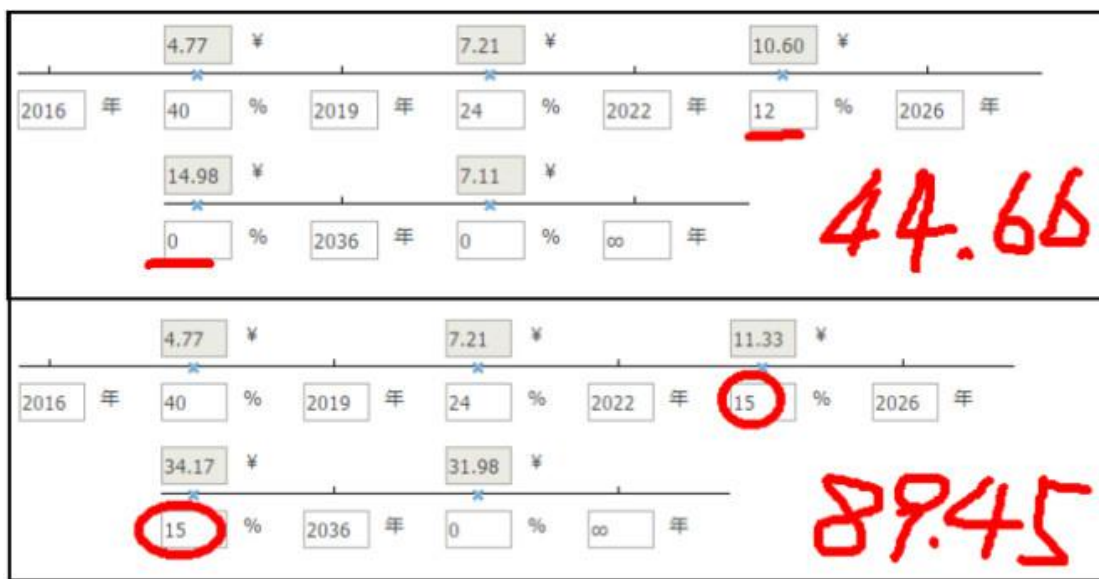 4.77 ¥ 7.21 ¥ 10.60 ¥
2016 年 40 % 2019 年 24 % 2022 年 12 % 2026 年
14.98 ¥ 7.11 ¥
0 % 2036 年 0 % ∞ 年
44.66
4.77 ¥ 7.21 ¥ 11.33 ¥
2016 年 40 % 2019 年 24 % 2022 年 15 % 2026 年
34.17 ¥ 31.98 ¥
15 % 2036 年 0 % ∞ 年
89.45